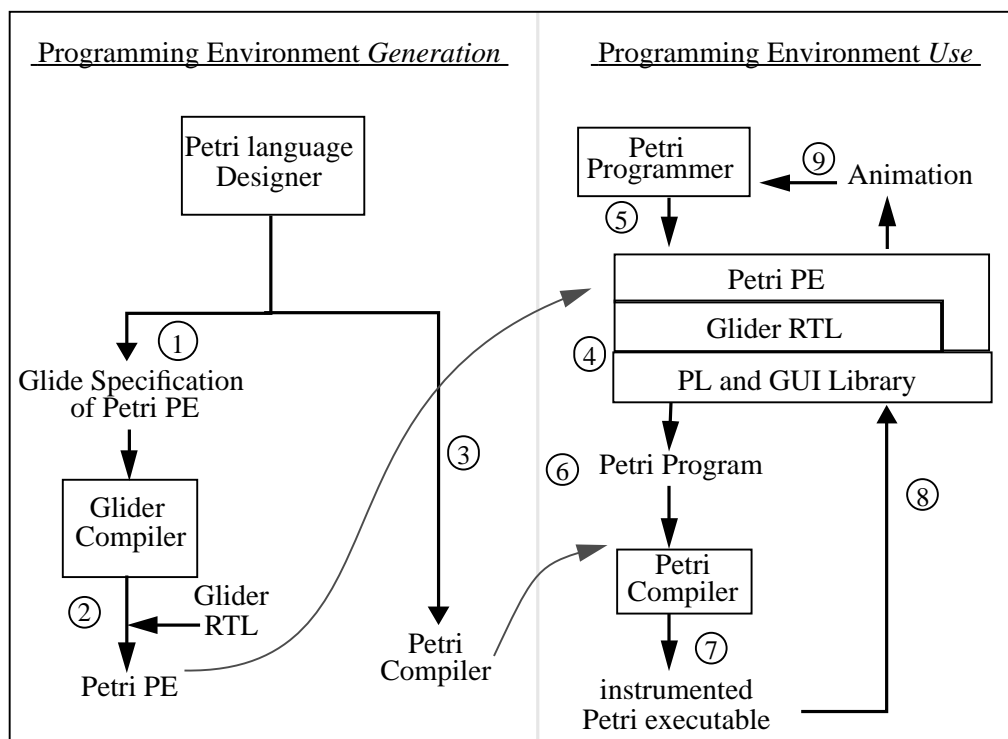 Programming Environment Generation
Petri language
Designer
1
Glide Specification
of Petri PE
3
Glider
Compiler
2
Glider
RTL
Petri PE
Petri
Compiler
Programming Environment Use
Petri
Programmer
9
Animation
5
Petri PE
Glider RTL
4
PL and GUI Library
6
Petri Program
8
Petri
Compiler
7
instrumented
Petri executable